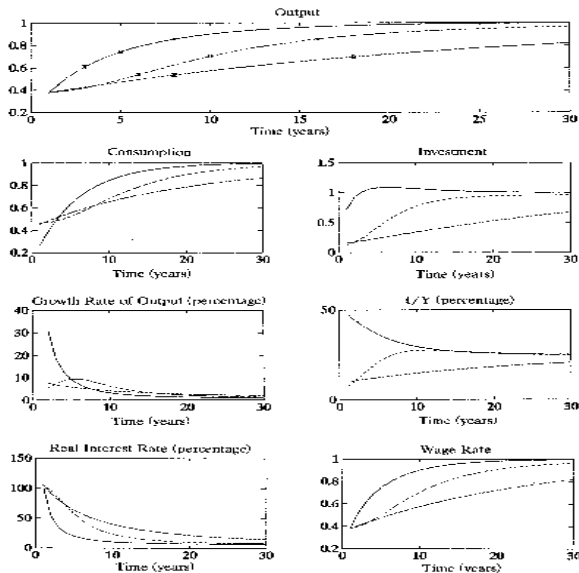 Output
1
0.8
0.6
0.4
0.2
0 5 10 15 20 25 30
Time (years)
Consumption
1
0.8
0.6
0.4
0.2
0 10 20 30
Time (years)
Investment
1.5
1
0.5
0
0 10 20 30
Time (years)
Growth Rate of Output (percentage)
40
30
20
10
0
0 10 20 30
Time (years)
I/Y (percentage)
50
0
0 10 20 30
Time (years)
Real Interest Rate (percentage)
150
100
50
0
0 10 20 30
Time (years)
Wage Rate
1
0.8
0.6
0.4
0.2
0 10 20 30
Time (years)